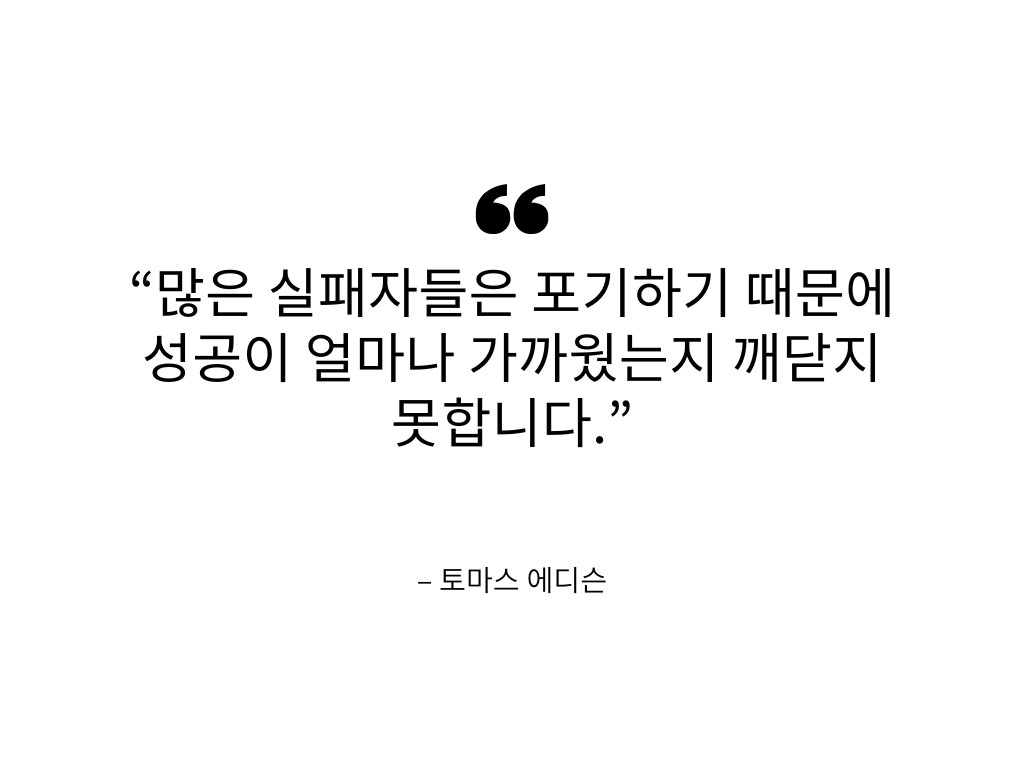 ❝
“많은 실패자들은 포기하기 때문에
성공이 얼마나 가까웠는지 깨닫지
못합니다.”
– 토마스 에디슨